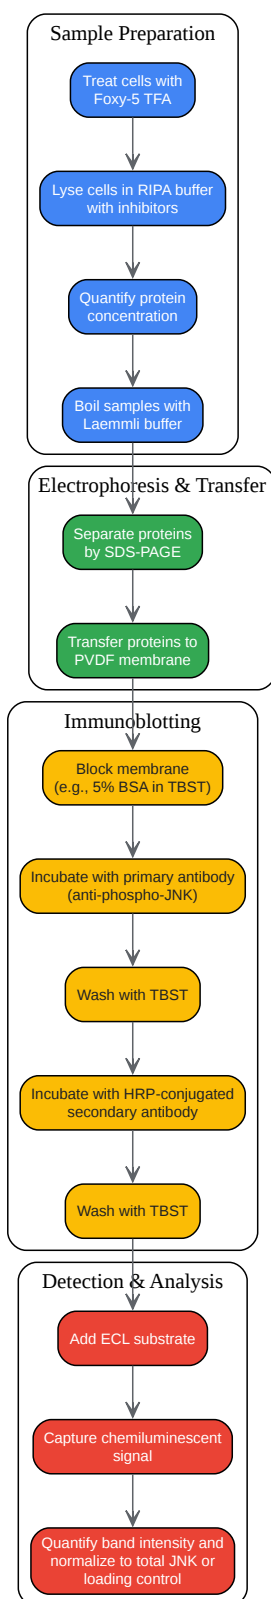 Sample Preparation
Treat cells with
Foxy-5 TFA
Lyse cells in RIPA buffer
with inhibitors
Quantify protein
concentration
Boil samples with
Laemmli buffer
Electrophoresis & Transfer
Separate proteins
by SDS-PAGE
Transfer proteins to
PVDF membrane
Immunoblotting
Block membrane
(e.g., 5% BSA in TBST)
Incubate with primary antibody
(anti-phospho-JNK)
Wash with TBST
Incubate with HRP-conjugated
secondary antibody
Wash with TBST
Detection & Analysis
Add ECL substrate
Capture chemiluminescent
signal
Quantify band intensity and
normalize to total JNK or
loading control